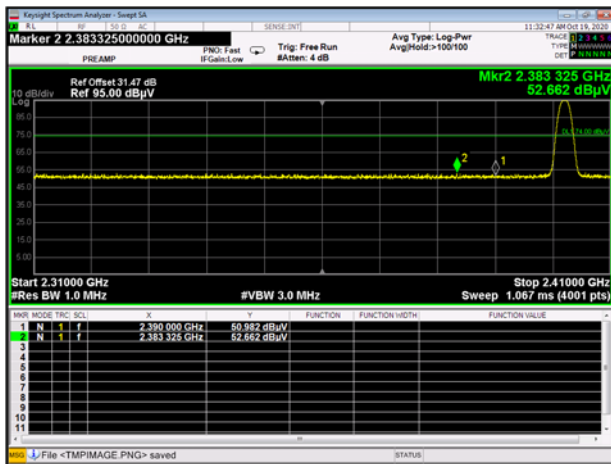 Keysight Spectrum Analyzer - Swept SA
RL RF 50 Ω AC SENSE:INT 11:32:47 AM Oct 19, 2020
Marker 2 2.383325000000 GHz
PREAMP
PNO: Fast
IFGain:Low
Trig: Free Run
#Atten: 4 dB
Avg Type: Log-Pwr
Avg|Hold:>100/100
TRACE 1 2 3 4 5 6
TYPE MWWWWW
DET P NNNNN
Mkr2 2.383 325 GHz
52.662 dBµV
Ref Offset 31.47 dB
10 dB/div Ref 95.00 dBµV
Log
85.0
75.0
65.0
55.0
45.0
35.0
25.0
15.0
5.00
DL1 74.00 dBµV
2
1
Start 2.31000 GHz Stop 2.41000 GHz
#Res BW 1.0 MHz #VBW 3.0 MHz Sweep 1.067 ms (4001 pts)
MKR MODE TRC SCL X Y FUNCTION FUNCTION WIDTH FUNCTION VALUE
1 N 1 f 2.390 000 GHz 50.982 dBµV
2 N 1 f 2.383 325 GHz 52.662 dBµV
3
4
5
6
7
8
9
10
11
MSG File <TMPIMAGE.PNG> saved STATUS